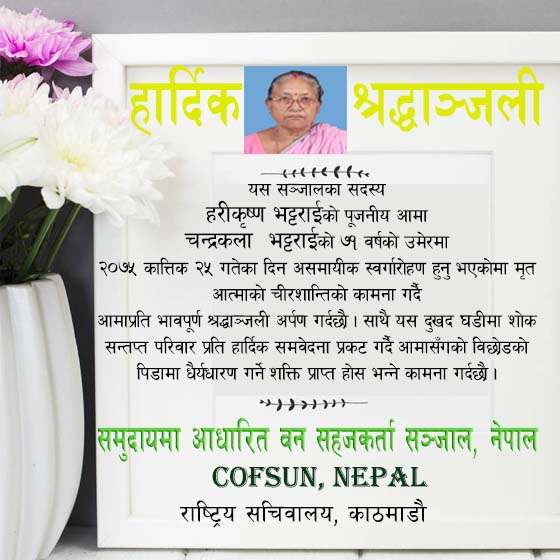 हार्दिक श्रद्धाञ्जली
यस सञ्जालका सदस्य
हरीकृष्ण भट्टराईको पूजनीय आमा
चन्द्रकला भट्टराईको ७१ वर्षको उमेरमा
२०७५ कात्तिक २५ गतेका दिन असमायीक स्वर्गारोहण हुनु भएकोमा मृत
आत्माको चीरशान्तिको कामना गर्दै
आमाप्रति भावपूर्ण श्रद्धाञ्जली अर्पण गर्दछौ । साथै यस दुखद घडीमा शोक
सन्तप्त परिवार प्रति हार्दिक समवेदना प्रकट गर्दै आमासँगको विछोडको
पिडामा धैर्यधारण गर्ने शक्ति प्राप्त होस भन्ने कामना गर्दछौ ।
समुदायमा आधारित वन सहजकर्ता सञ्जाल, नेपाल
COFSUN, NEPAL
राष्ट्रिय सचिवालय, काठमाडौ